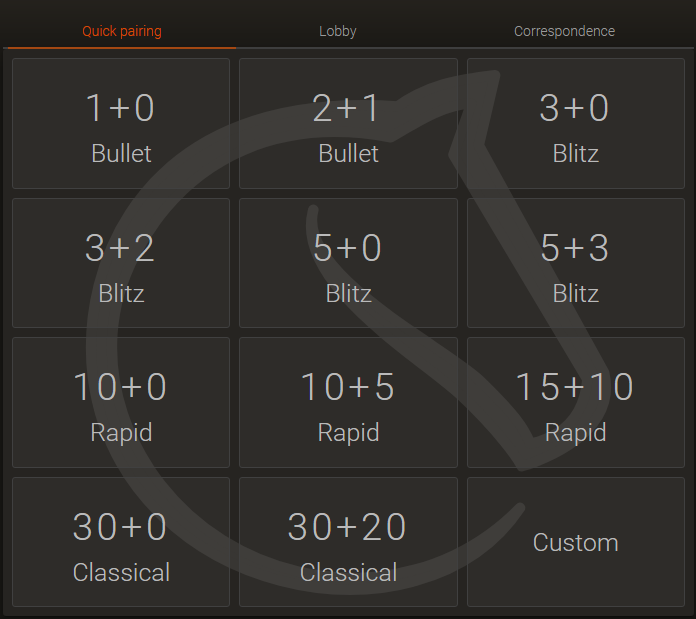 Quick pairing
Lobby
Correspondence
1+0
Bullet
2+1
Bullet
3+0
Blitz
3+2
Blitz
5+0
Blitz
5+3
Blitz
10+0
Rapid
10+5
Rapid
15+10
Rapid
30+0
Classical
30+20
Classical
Custom